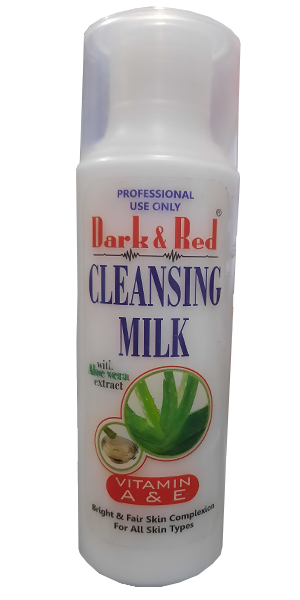 PROFESSIONAL
USE ONLY
Dark & Red®
CLEANSING
MILK
with
Aloe vera
extract
VITAMIN
A & E
Bright & Fair Skin Complexion
For All Skin Types